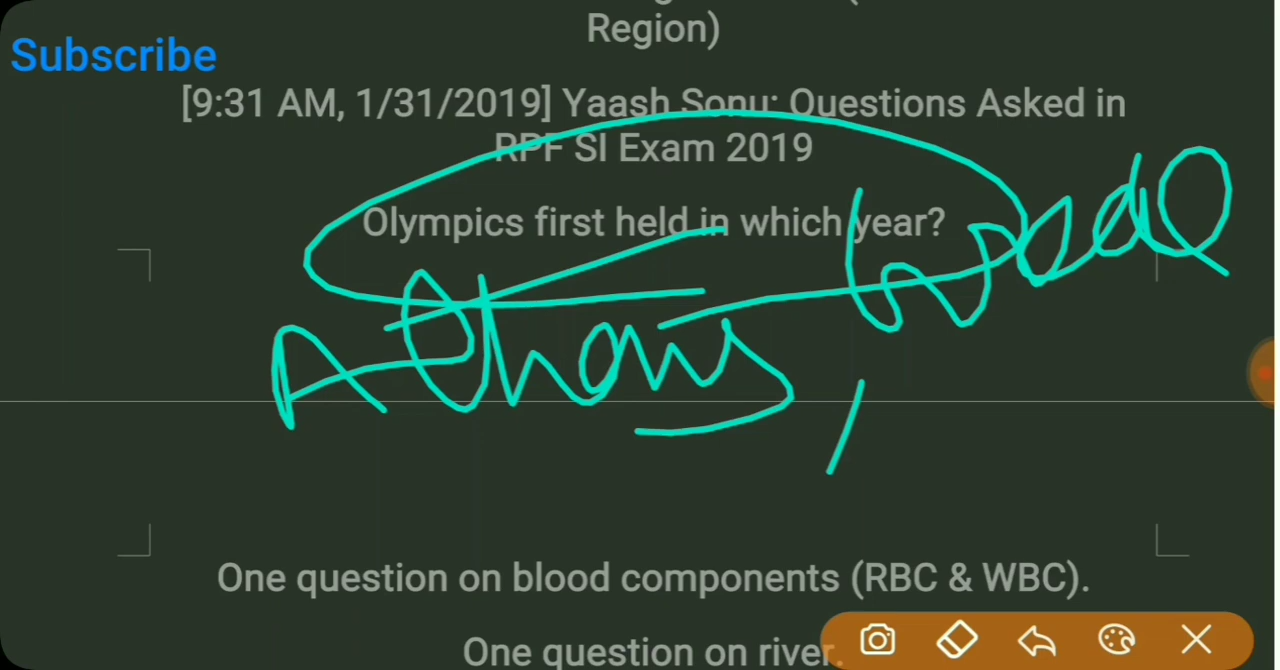 Region)
Subscribe
[9:31 AM, 1/31/2019] Yaash Sonu: Questions Asked in
RPF SI Exam 2019
Olympics first held in which year?
One question on blood components (RBC & WBC).
One question on river.